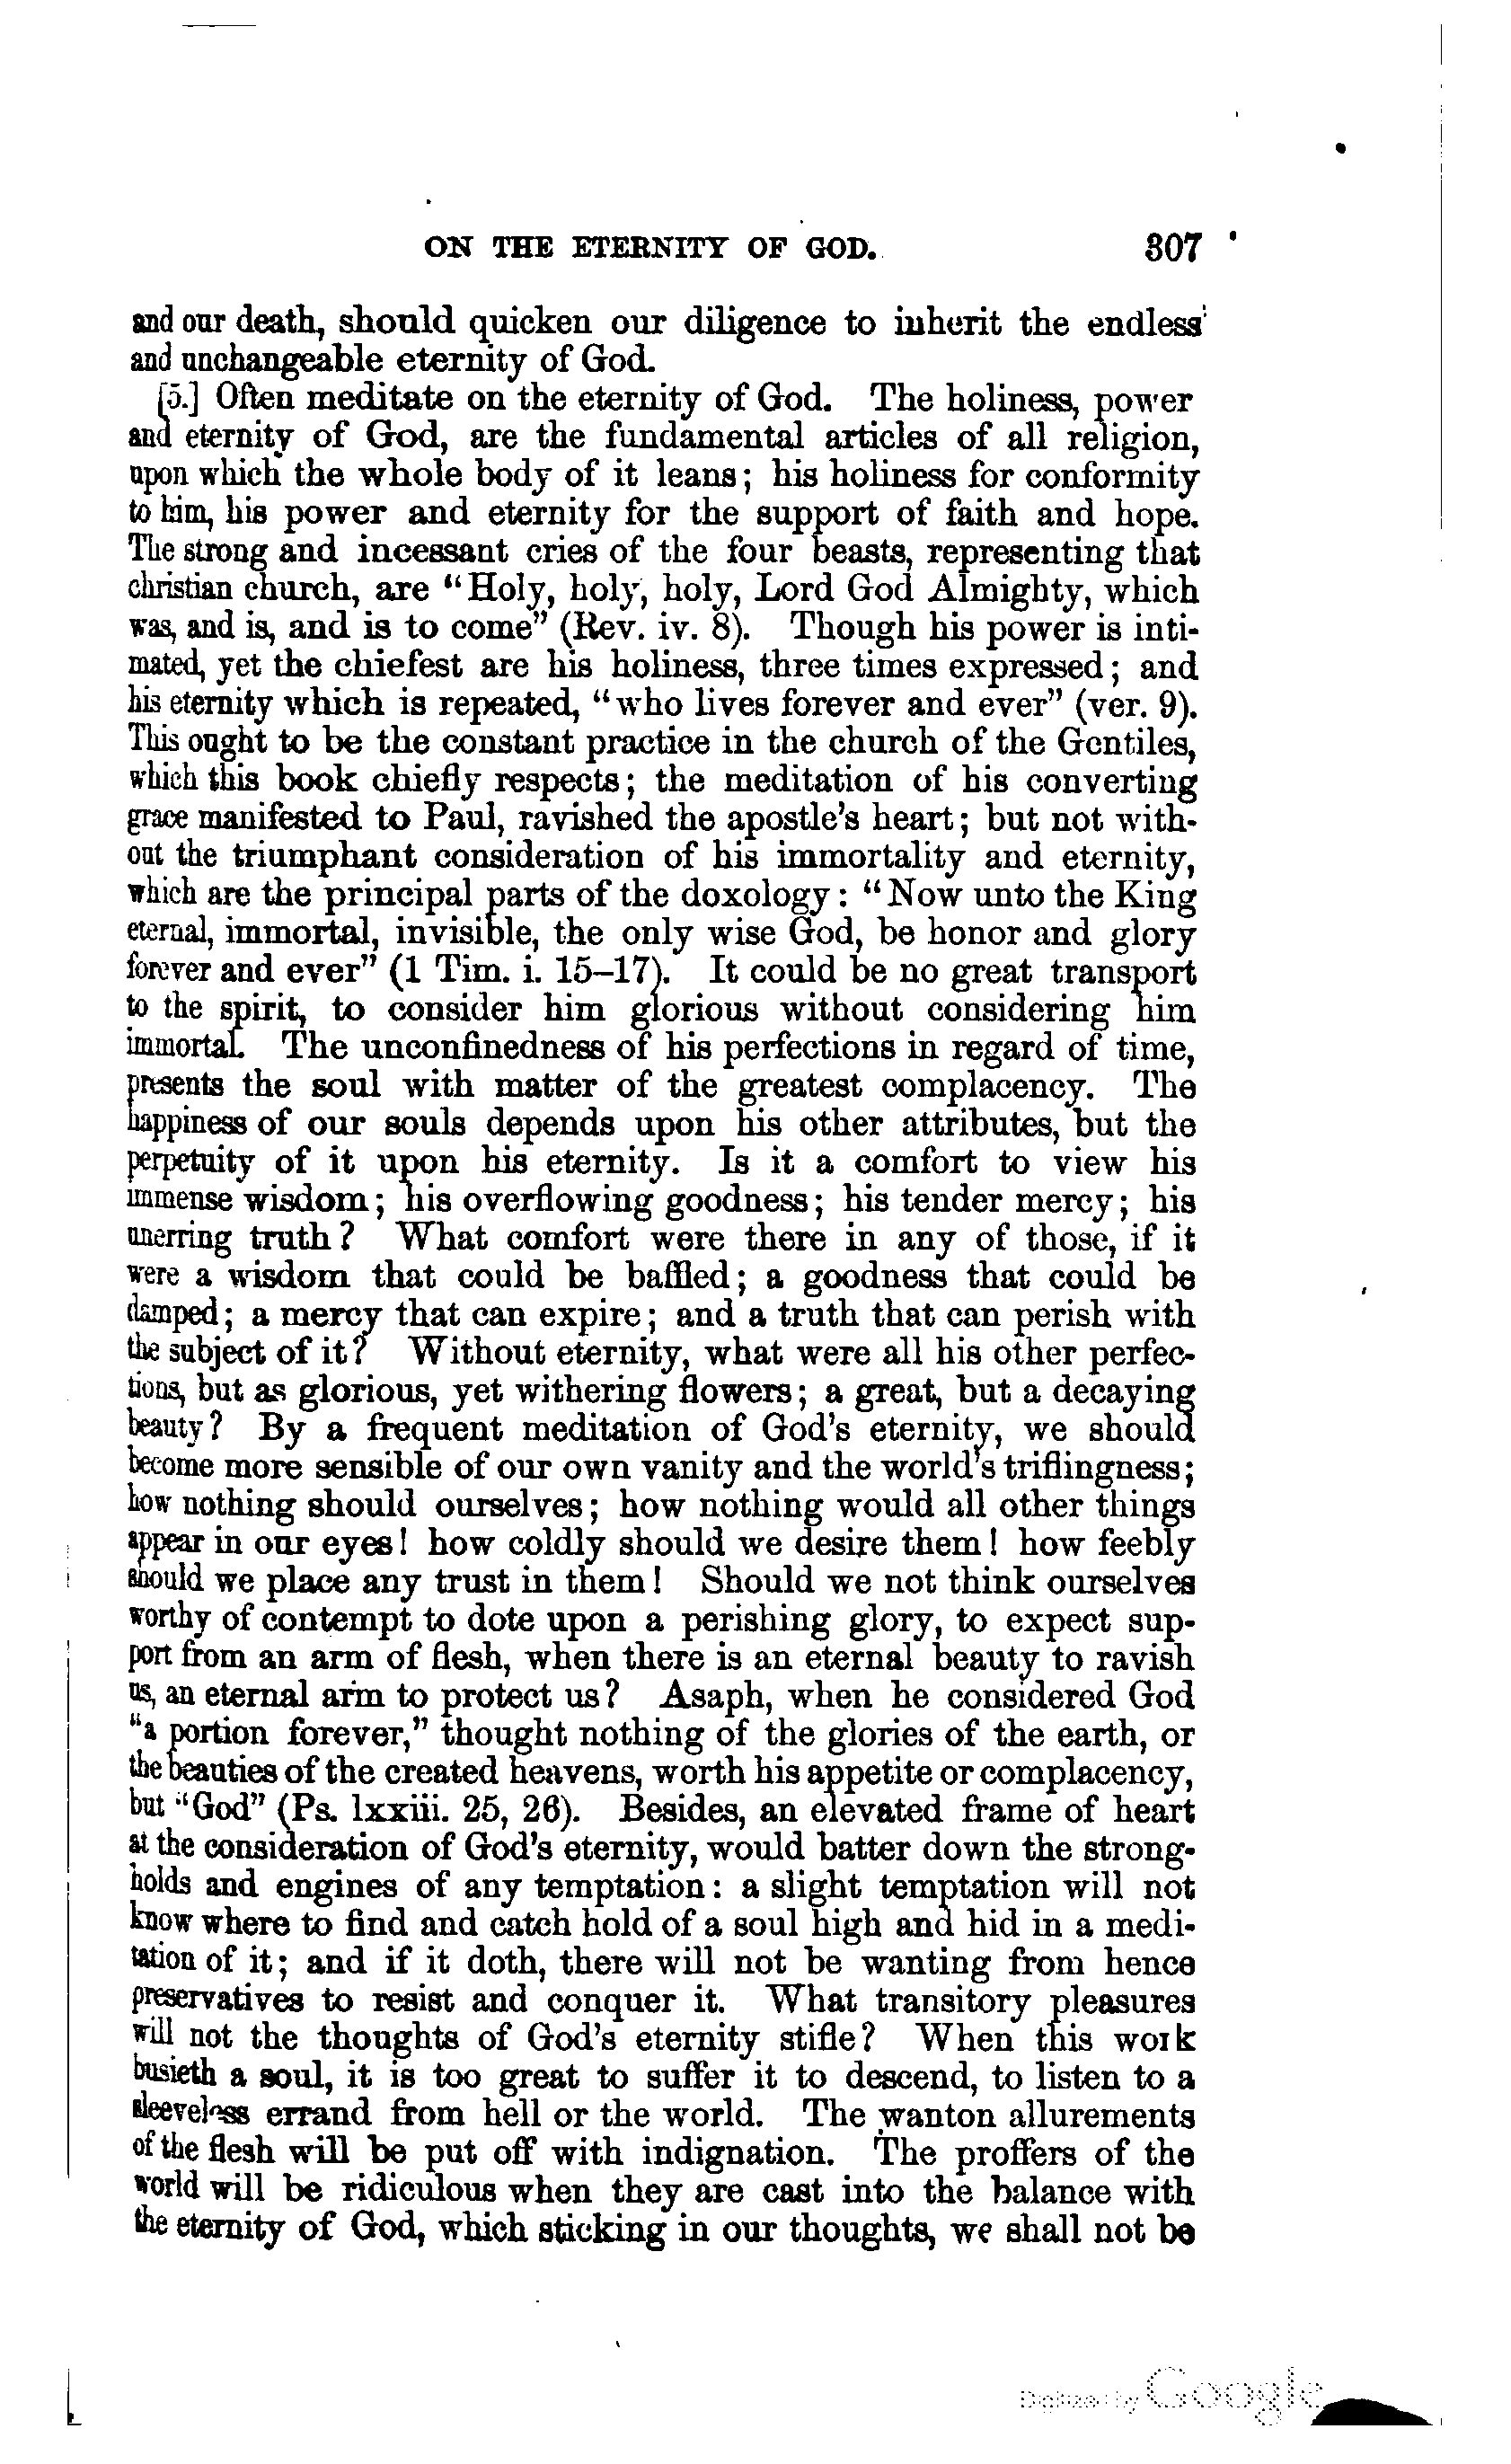 ON THE ETERNITY OF GOD. 307
and our death, should quicken our diligence to inherit the endless
and unchangeable eternity of God.
[5.] Often meditate on the eternity of God. The holiness, power
and eternity of God, are the fundamental articles of all religion,
upon which the whole body of it leans; his holiness for conformity
to him, his power and eternity for the support of faith and hope.
The strong and incessant cries of the four beasts, representing that
christian church, are "Holy, holy, holy, Lord God Almighty, which
was, and is, and is to come" (Rev. iv. 8). Though his power is inti-
mated, yet the chiefest are his holiness, three times expressed; and
his eternity which is repeated, "who lives forever and ever" (ver. 9).
This ought to be the constant practice in the church of the Gentiles,
which this book chiefly respects; the meditation of his converting
grace manifested to Paul, ravished the apostle's heart; but not with-
out the triumphant consideration of his immortality and eternity,
which are the principal parts of the doxology: "Now unto the King
eternal, immortal, invisible, the only wise God, be honor and glory
forever and ever" (1 Tim. i. 15–17). It could be no great transport
to the spirit, to consider him glorious without considering him
immortal. The unconfinedness of his perfections in regard of time,
presents the soul with matter of the greatest complacency. The
happiness of our souls depends upon his other attributes, but the
perpetuity of it upon his eternity. Is it a comfort to view his
immense wisdom; his overflowing goodness; his tender mercy; his
unerring truth? What comfort were there in any of those, if it
were a wisdom that could be baffled; a goodness that could be
damped; a mercy that can expire; and a truth that can perish with
the subject of it? Without eternity, what were all his other perfec-
tions, but as glorious, yet withering flowers; a great, but a decaying
beauty? By a frequent meditation of God's eternity, we should
become more sensible of our own vanity and the world's triflingness;
how nothing should ourselves; how nothing would all other things
appear in our eyes! how coldly should we desire them! how feebly
should we place any trust in them! Should we not think ourselves
worthy of contempt to dote upon a perishing glory, to expect sup-
port from an arm of flesh, when there is an eternal beauty to ravish
us, an eternal arm to protect us? Asaph, when he considered God
"a portion forever," thought nothing of the glories of the earth, or
the beauties of the created heavens, worth his appetite or complacency,
but "God" (Ps. lxxiii. 25, 26). Besides, an elevated frame of heart
at the consideration of God's eternity, would batter down the strong-
holds and engines of any temptation: a slight temptation will not
know where to find and catch hold of a soul high and hid in a medi-
tation of it; and if it doth, there will not be wanting from hence
preservatives to resist and conquer it. What transitory pleasures
will not the thoughts of God's eternity stifle? When this work
busieth a soul, it is too great to suffer it to descend, to listen to a
sleeveless errand from hell or the world. The wanton allurements
of the flesh will be put off with indignation. The proffers of the
world will be ridiculous when they are cast into the balance with
the eternity of God, which sticking in our thoughts, we shall not be
Digitized by Google